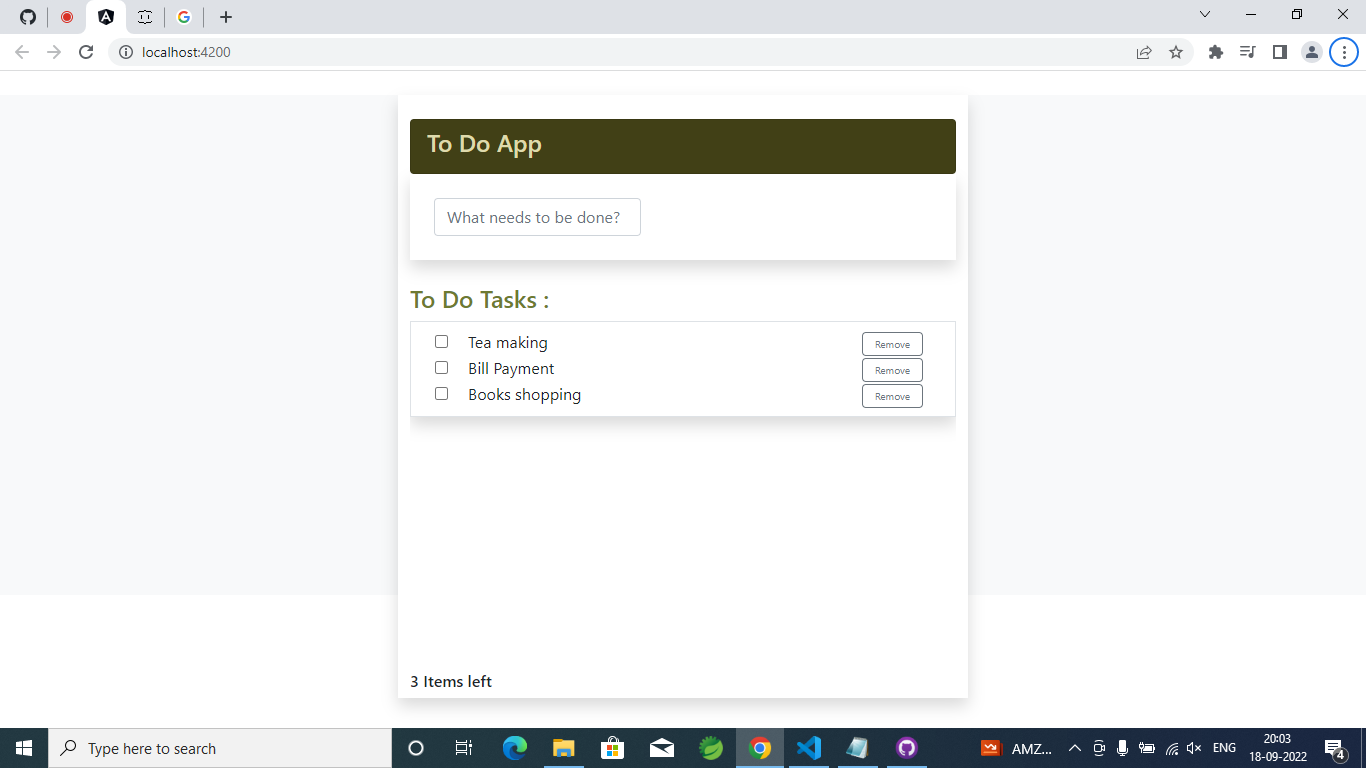 localhost:4200
To Do App
What needs to be done?
To Do Tasks :
Tea making Remove
Bill Payment Remove
Books shopping Remove
3 Items left
Type here to search
AMZ...
ENG
20:03
18-09-2022
4